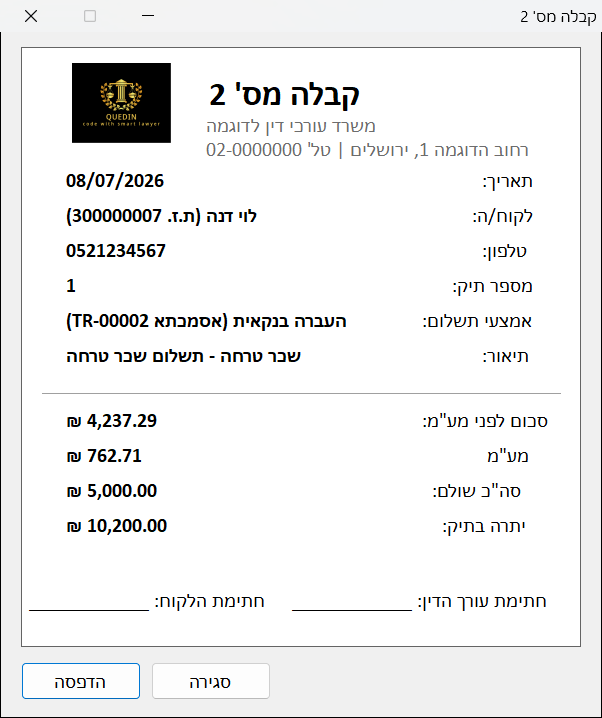 קבלה מס' 2
QUEDIN
code with smart lawyer
קבלה מס' 2
משרד עורכי דין לדוגמה
רחוב הדוגמה 1, ירושלים | טל' 02-0000000
תאריך: 08/07/2026
לקוח/ה: לוי דנה (ת.ז. 300000007)
טלפון: 0521234567
מספר תיק: 1
אמצעי תשלום: העברה בנקאית (אסמכתא TR-00002)
תיאור: שכר טרחה - תשלום שכר טרחה
סכום לפני מע"מ: 4,237.29 ₪
מע"מ 762.71 ₪
סה"כ שולם: 5,000.00 ₪
יתרה בתיק: 10,200.00 ₪
חתימת עורך הדין: ____________ חתימת הלקוח: ____________
סגירה הדפסה